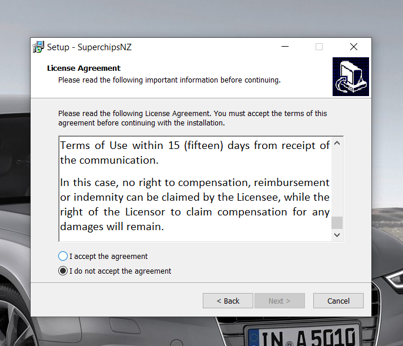 Setup - SuperchipsNZ
License Agreement
Please read the following important information before continuing.
Please read the following License Agreement. You must accept the terms of this
agreement before continuing with the installation.
Terms of Use within 15 (fifteen) days from receipt of
the communication.
In this case, no right to compensation, reimbursement
or indemnity can be claimed by the Licensee, while the
right of the Licensor to claim compensation for any
damages will remain.
I accept the agreement
I do not accept the agreement
< Back
Next >
Cancel
IN A5010